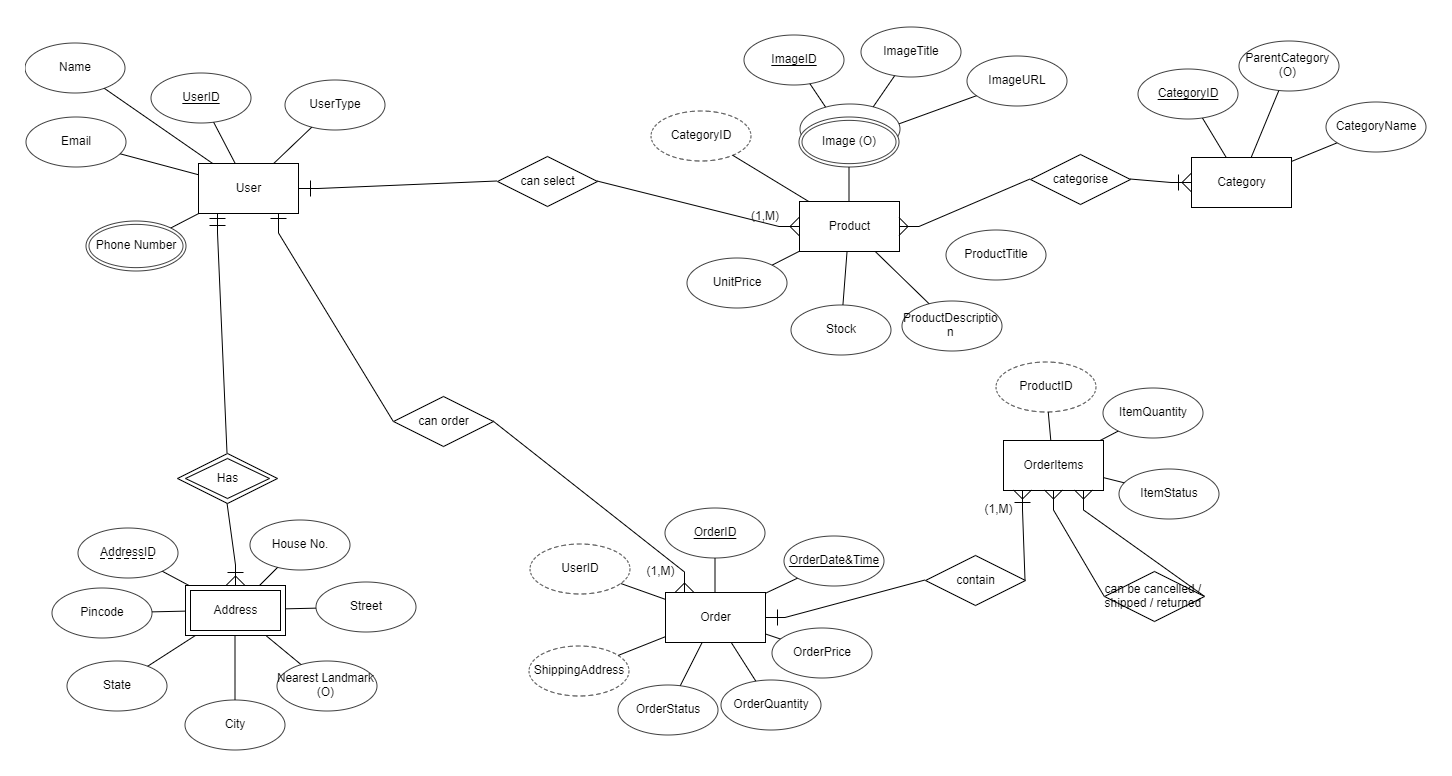 Name
UserID
UserType
Email
User
Phone Number
can select
(1,M)
ImageID
ImageTitle
ImageURL
CategoryID
Image (O)
Product
UnitPrice
Stock
ProductDescriptio
n
ProductTitle
categorise
CategoryID
ParentCategory
(O)
CategoryName
Category
can order
Has
AddressID
House No.
Pincode
Address
Street
State
Nearest Landmark
(O)
City
OrderID
UserID
(1,M)
OrderDate&Time
Order
OrderPrice
ShippingAddress
OrderStatus
OrderQuantity
contain
(1,M)
ProductID
ItemQuantity
OrderItems
ItemStatus
can be cancelled /
shipped / returned